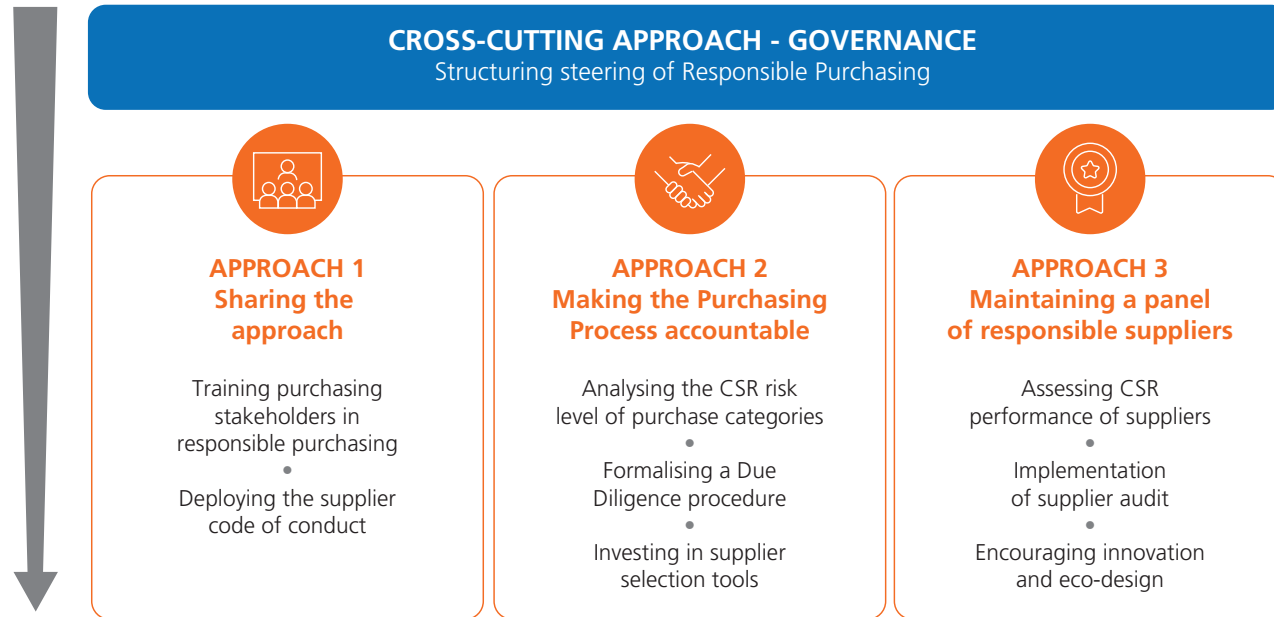 CROSS-CUTTING APPROACH - GOVERNANCE
Structuring steering of Responsible Purchasing
APPROACH 1
Sharing the
approach
Training purchasing
stakeholders in
responsible purchasing
•
Deploying the supplier
code of conduct
APPROACH 2
Making the Purchasing
Process accountable
Analysing the CSR risk
level of purchase categories
•
Formalising a Due
Diligence procedure
•
Investing in supplier
selection tools
APPROACH 3
Maintaining a panel
of responsible suppliers
Assessing CSR
performance of suppliers
•
Implementation
of supplier audit
•
Encouraging innovation
and eco-design